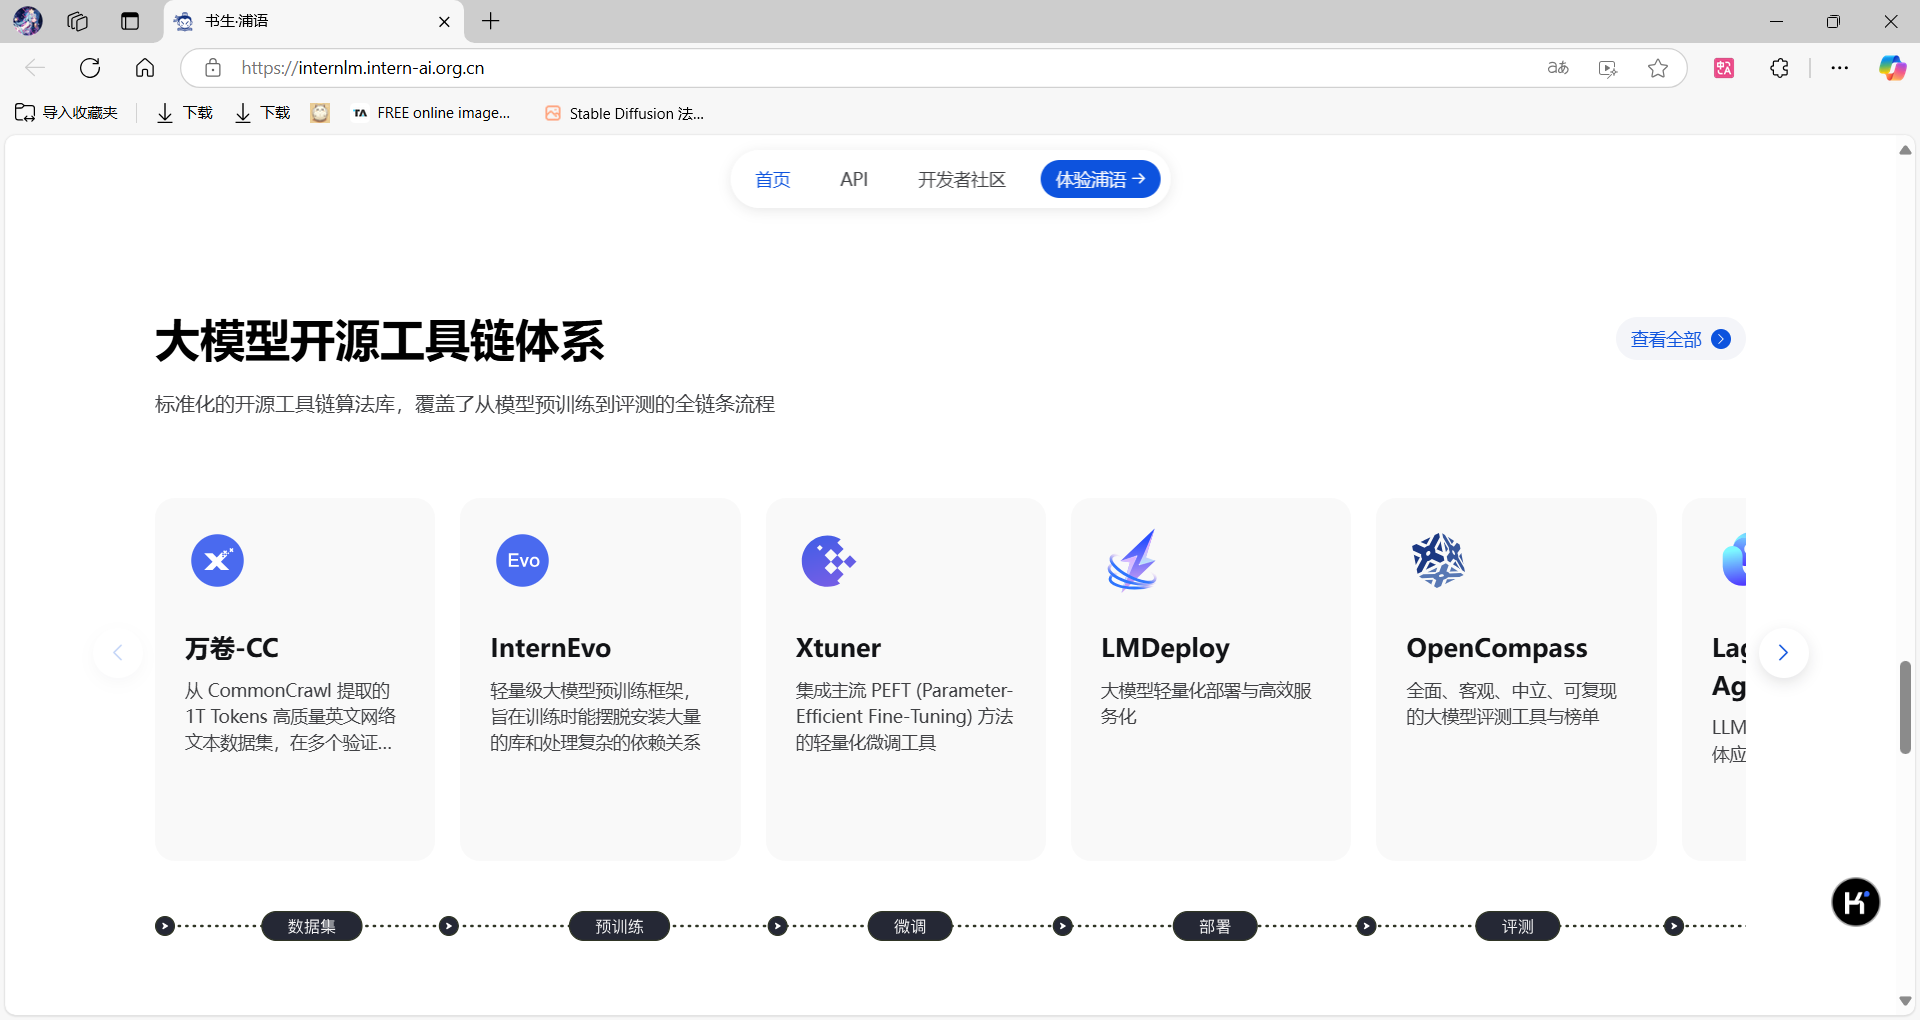 书生·浦语
https://internlm.intern-ai.org.cn
aあ
导入收藏夹
下载
下载
TA FREE online image...
Stable Diffusion 法...
首页
API
开发者社区
体验浦语
大模型开源工具链体系
查看全部
标准化的开源工具链算法库，覆盖了从模型预训练到评测的全链条流程
X
万卷-CC
从 CommonCrawl 提取的
1T Tokens 高质量英文网络
文本数据集，在多个验证...
Evo
InternEvo
轻量级大模型预训练框架，
旨在训练时能摆脱安装大量
的库和处理复杂的依赖关系
Xtuner
集成主流 PEFT (Parameter-
Efficient Fine-Tuning) 方法
的轻量化微调工具
LMDeploy
大模型轻量化部署与高效服
务化
OpenCompass
全面、客观、中立、可复现
的大模型评测工具与榜单
Lag
Ag
LLM
体应
K
数据集
预训练
微调
部署
评测